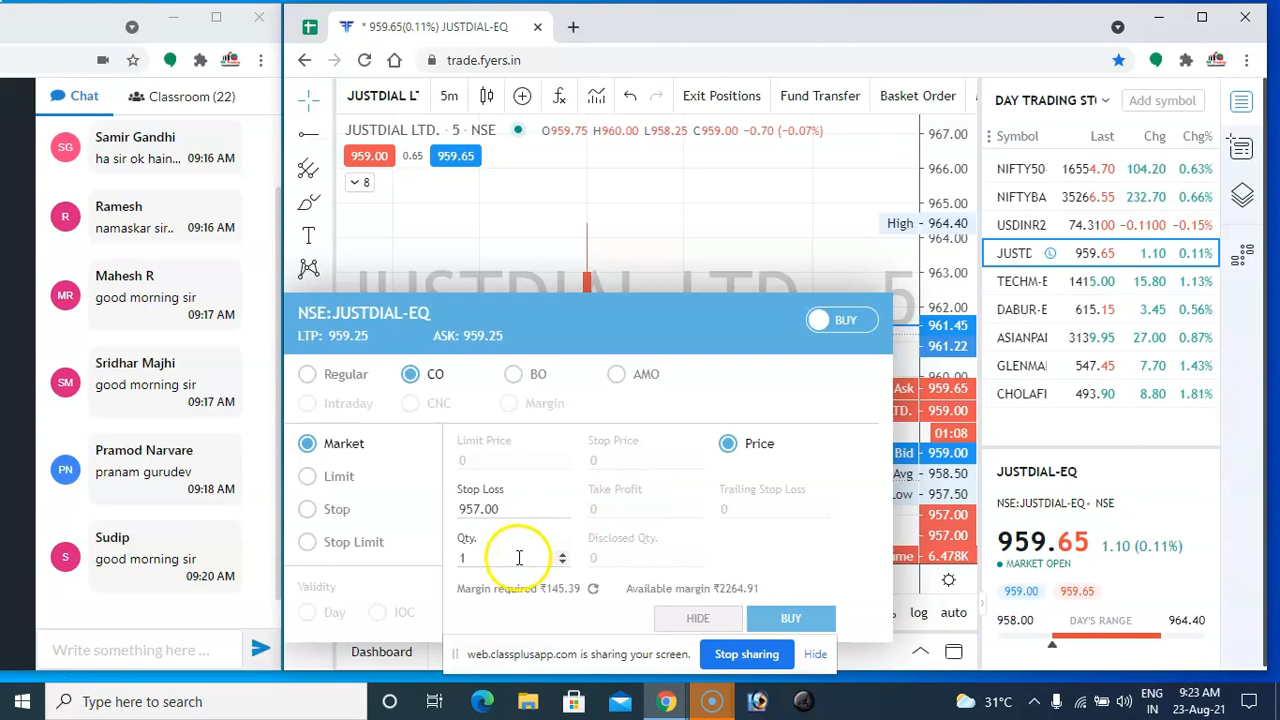 * 959.65(0.11%) JUSTDIAL-EQ
trade.fyers.in
Chat
Classroom (22)
Samir Gandhi
ha sir ok hain... 09:16 AM
Ramesh
namaskar sir.. 09:16 AM
Mahesh R
good morning sir
09:17 AM
Sridhar Majhi
good morning sir
09:17 AM
Pramod Narvare
pranam gurudev
09:18 AM
Sudip
good morning sir
09:20 AM
SG
R
MR
SM
PN
S
Write something here...
JUSTDIAL LT
5m
Exit Positions
Fund Transfer
Basket Order
JUSTDIAL LTD. · 5 · NSE
O959.75 H960.00 L958.25 C959.00 -0.70 (-0.07%)
959.00 0.65 959.65
8
JUSTDIAL LTD, 5
967.00
966.00
965.00
High 964.40
964.00
963.00
962.00
961.45
961.22
960.00
Ask 959.65
TD. 959.00
01:08
Bid 959.00
Avg 958.50
Low 957.50
957.00
957.00
6.478K
log auto
NSE:JUSTDIAL-EQ
LTP: 959.25 ASK: 959.25
BUY
Regular CO BO AMO
Intraday CNC Margin
Market
Limit
Stop
Stop Limit
Validity
Day IOC
Limit Price Stop Price Price
0 0
Stop Loss Take Profit Trailing Stop Loss
957.00 0 0
Qty. Disclosed Qty.
1 0
Margin required ₹145.39 Available margin ₹2264.91
HIDE BUY
Dashboard
web.classplusapp.com is sharing your screen.
Stop sharing
Hide
DAY TRADING STO
Add symbol
Symbol Last Chg Chg%
NIFTY50- 16554.70 104.20 0.63%
NIFTYBA 35266.55 232.70 0.66%
USDINR2 74.3100 -0.1100 -0.15%
JUSTD L 959.65 1.10 0.11%
TECHM-E 1415.00 15.80 1.13%
DABUR-E 615.15 3.45 0.56%
ASIANPAI 3139.95 27.00 0.87%
GLENMA 547.45 7.70 1.43%
CHOLAFI 493.90 8.80 1.81%
JUSTDIAL-EQ
NSE:JUSTDIAL-EQ · NSE
959.65 1.10 (0.11%)
MARKET OPEN
959.00 959.65
958.00 DAY'S RANGE 964.40
Type here to search
31°C
ENG
IN
9:23 AM
23-Aug-21